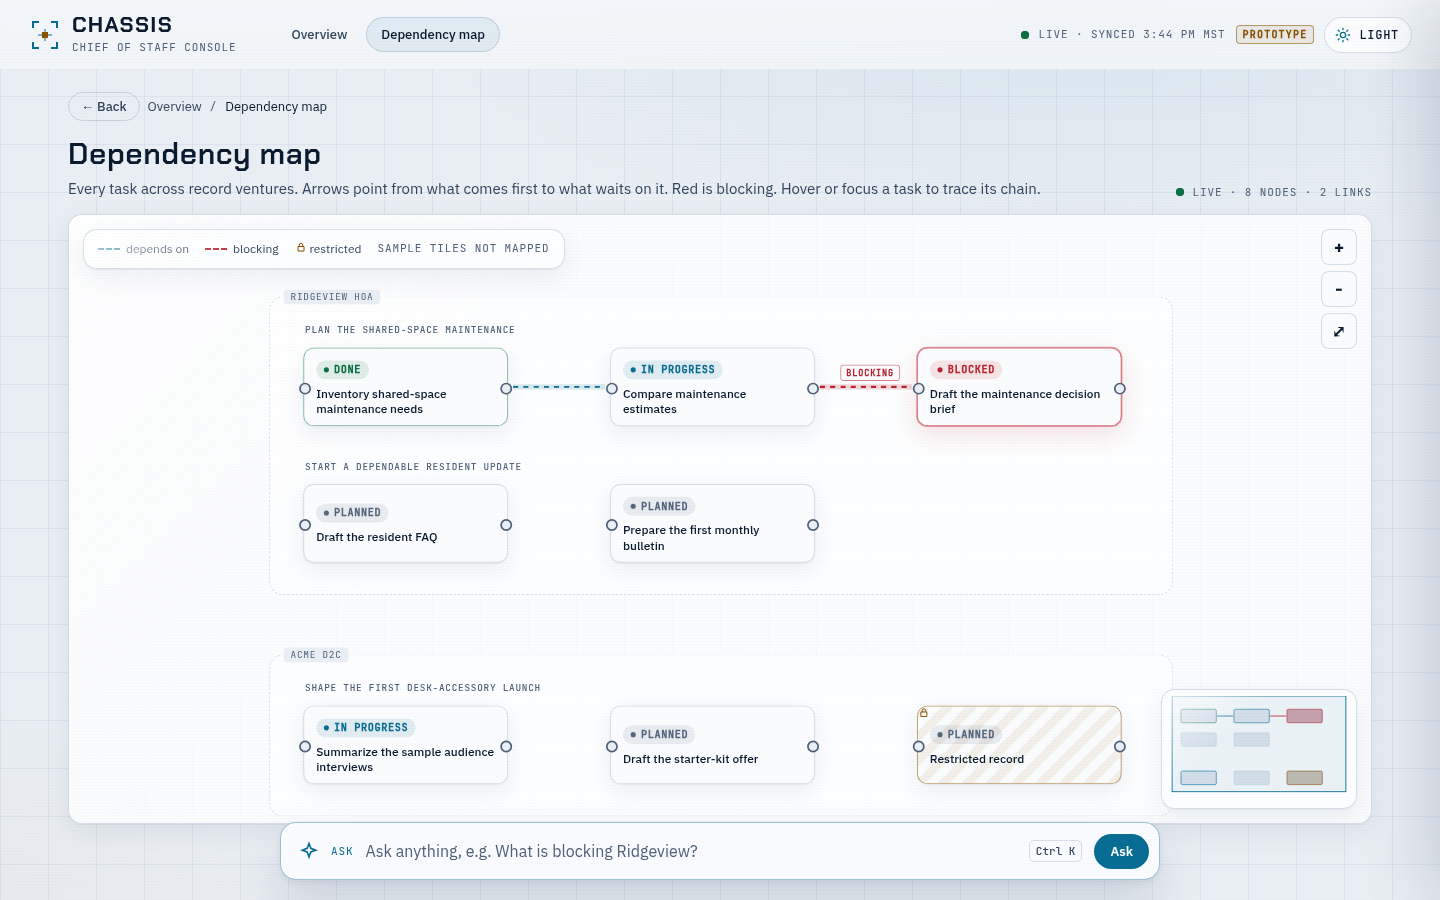 CHASSIS
CHIEF OF STAFF CONSOLE
Overview
Dependency map
LIVE · SYNCED 3:44 PM MST
PROTOTYPE
LIGHT
← Back
Overview / Dependency map
Dependency map
Every task across record ventures. Arrows point from what comes first to what waits on it. Red is blocking. Hover or focus a task to trace its chain.
LIVE · 8 NODES · 2 LINKS
depends on
blocking
restricted
SAMPLE TILES NOT MAPPED
+
-
RIDGEVIEW HOA
PLAN THE SHARED-SPACE MAINTENANCE
DONE
Inventory shared-space
maintenance needs
IN PROGRESS
Compare maintenance
estimates
BLOCKING
BLOCKED
Draft the maintenance decision
brief
START A DEPENDABLE RESIDENT UPDATE
PLANNED
Draft the resident FAQ
PLANNED
Prepare the first monthly
bulletin
ACME D2C
SHAPE THE FIRST DESK-ACCESSORY LAUNCH
IN PROGRESS
Summarize the sample audience
interviews
PLANNED
Draft the starter-kit offer
PLANNED
Restricted record
ASK
Ask anything, e.g. What is blocking Ridgeview?
Ctrl K
Ask